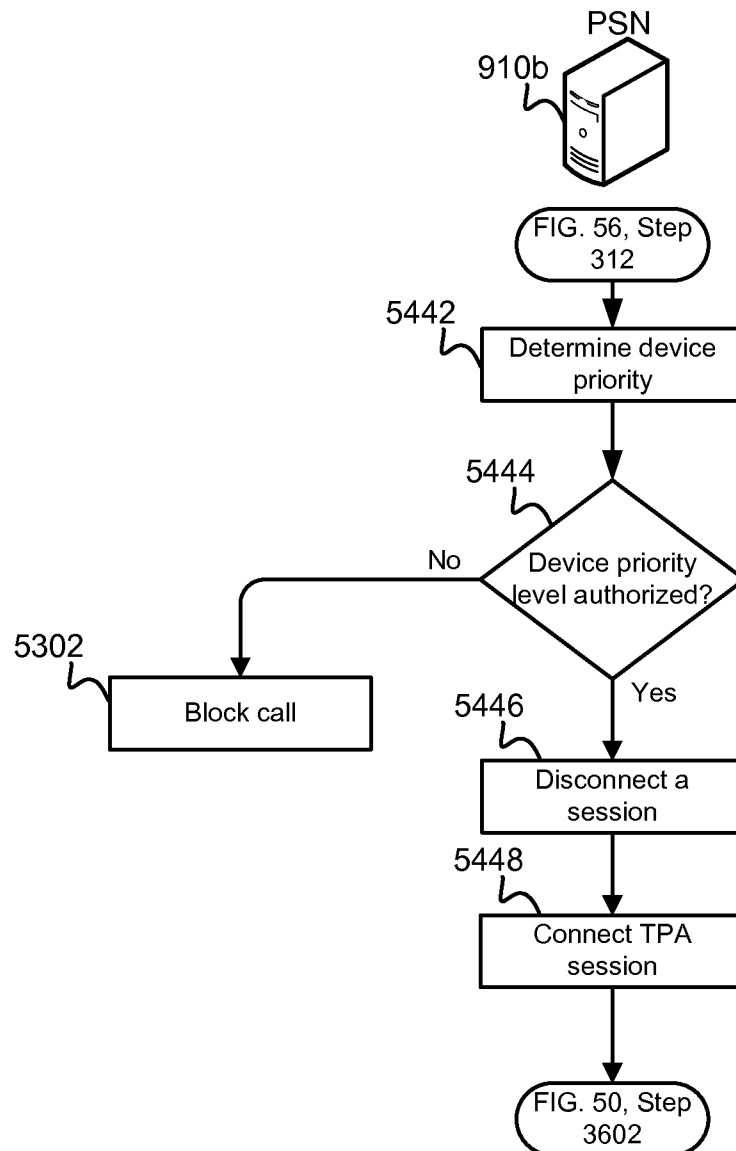 PSN
910b
FIG. 56, Step
312
5442
Determine device
priority
5444
No
Device priority
level authorized?
5302
Block call
Yes
5446
Disconnect a
session
5448
Connect TPA
session
FIG. 50, Step
3602